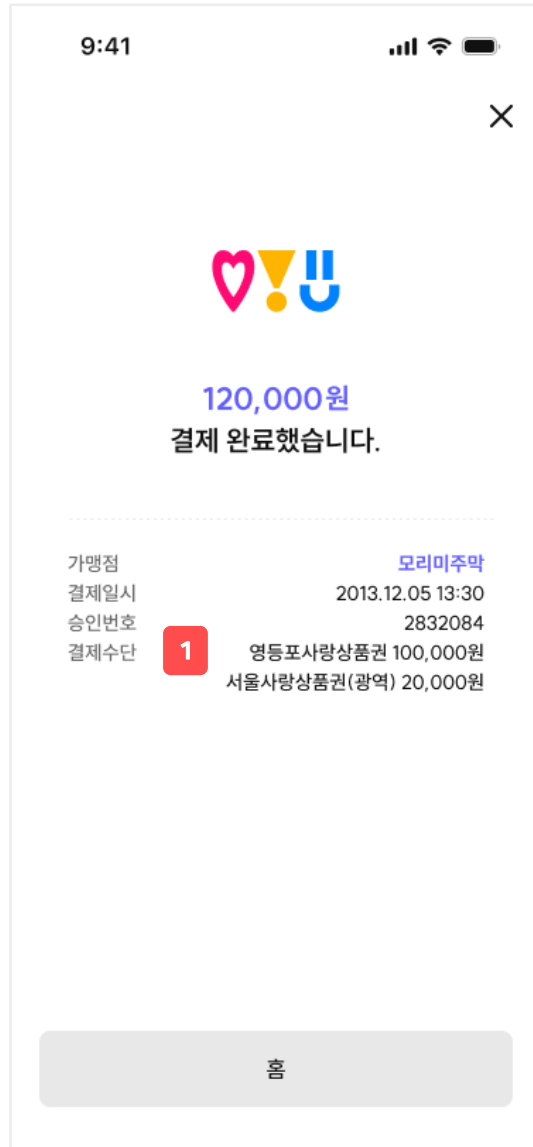 9:41
120,000원
결제 완료했습니다.
가맹점 모리미주막
결제일시 2013.12.05 13:30
승인번호 2832084
결제수단 1 영등포사랑상품권 100,000원
서울사랑상품권(광역) 20,000원
홈